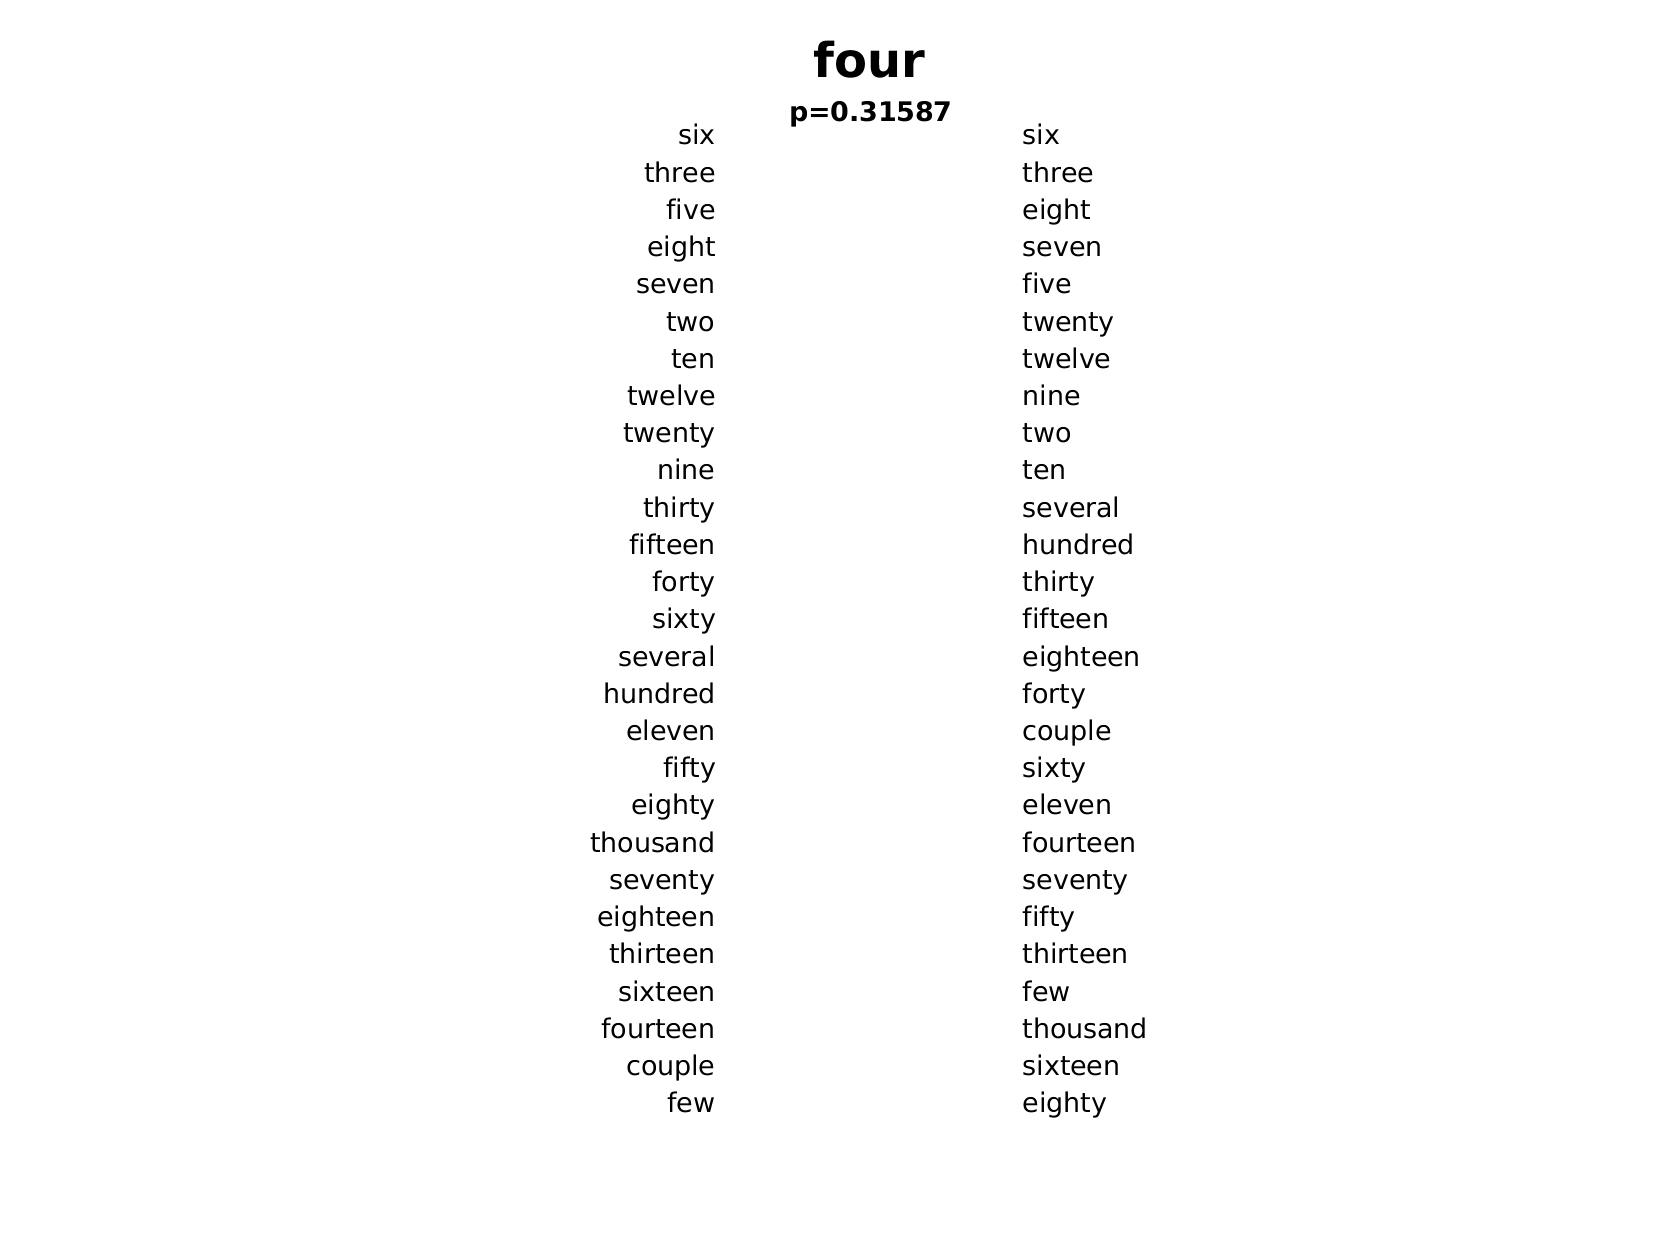 four
p=0.31587
six six
three three
five eight
eight seven
seven five
two twenty
ten twelve
twelve nine
twenty two
nine ten
thirty several
fifteen hundred
forty thirty
sixty fifteen
several eighteen
hundred forty
eleven couple
fifty sixty
eighty eleven
thousand fourteen
seventy seventy
eighteen fifty
thirteen thirteen
sixteen few
fourteen thousand
couple sixteen
few eighty